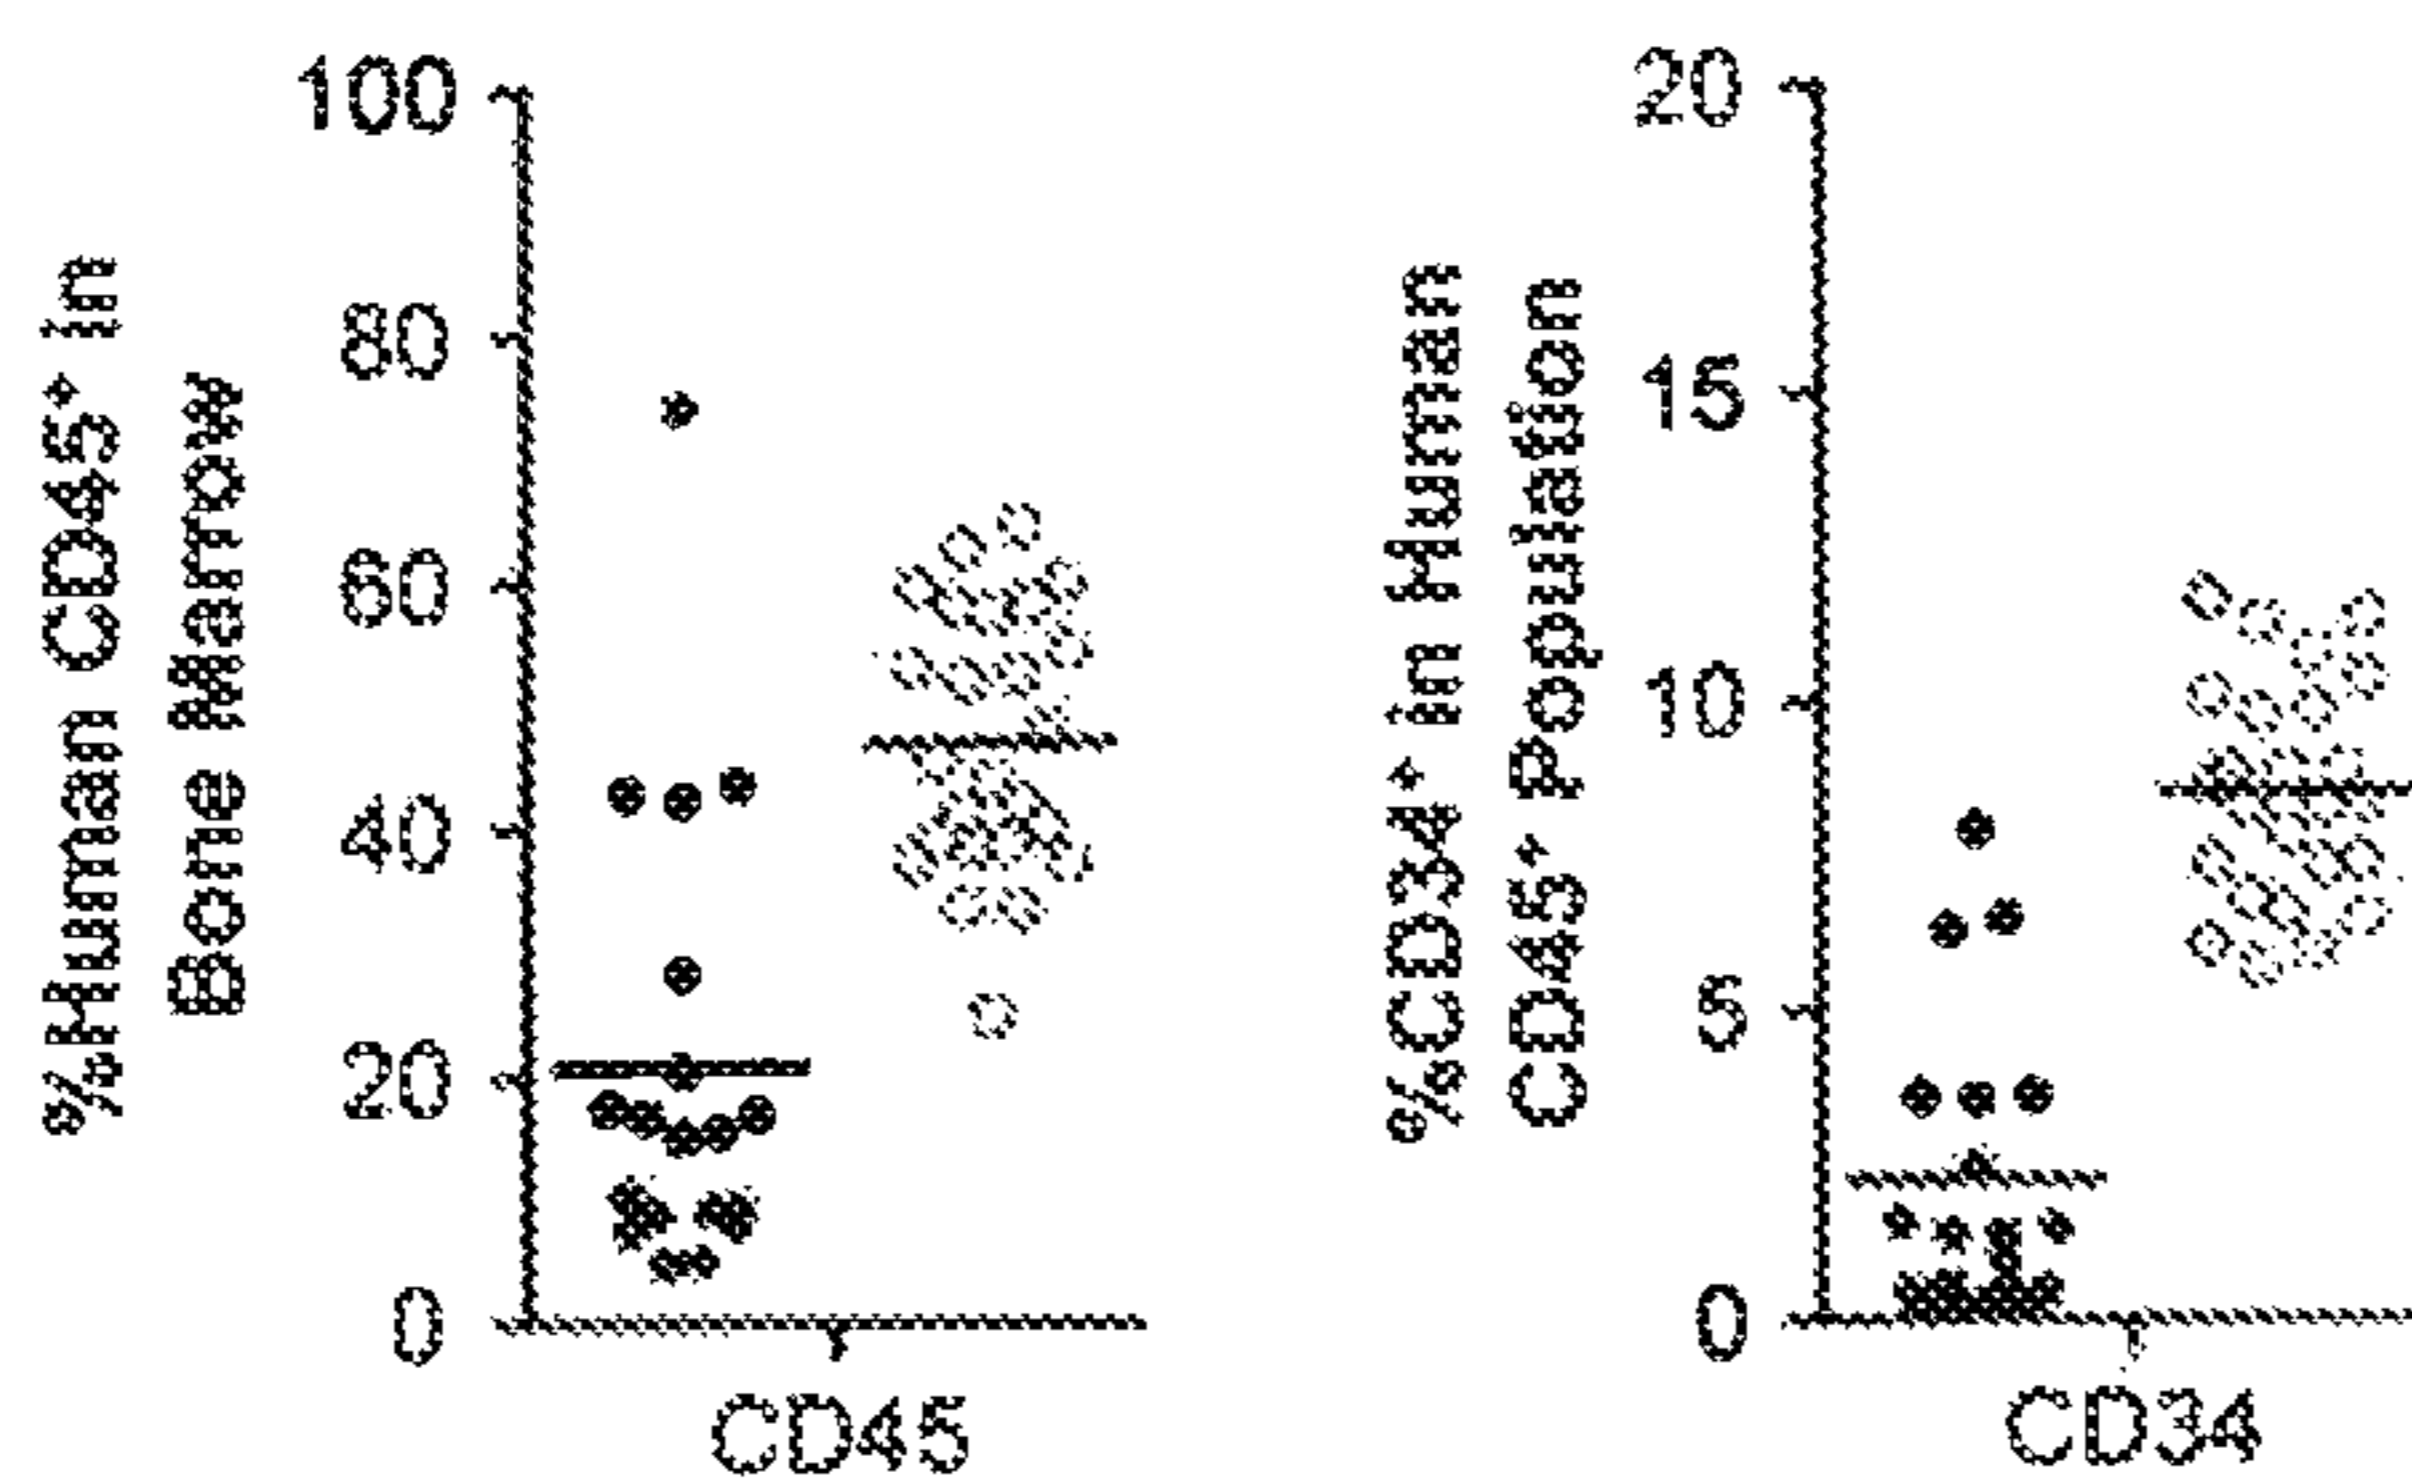 %Human CD45⁺ in
Bone Marrow
100
80
60
40
20
0
CD45
%CD34⁺ in Human
CD45⁺ Population
20
15
10
5
0
CD34